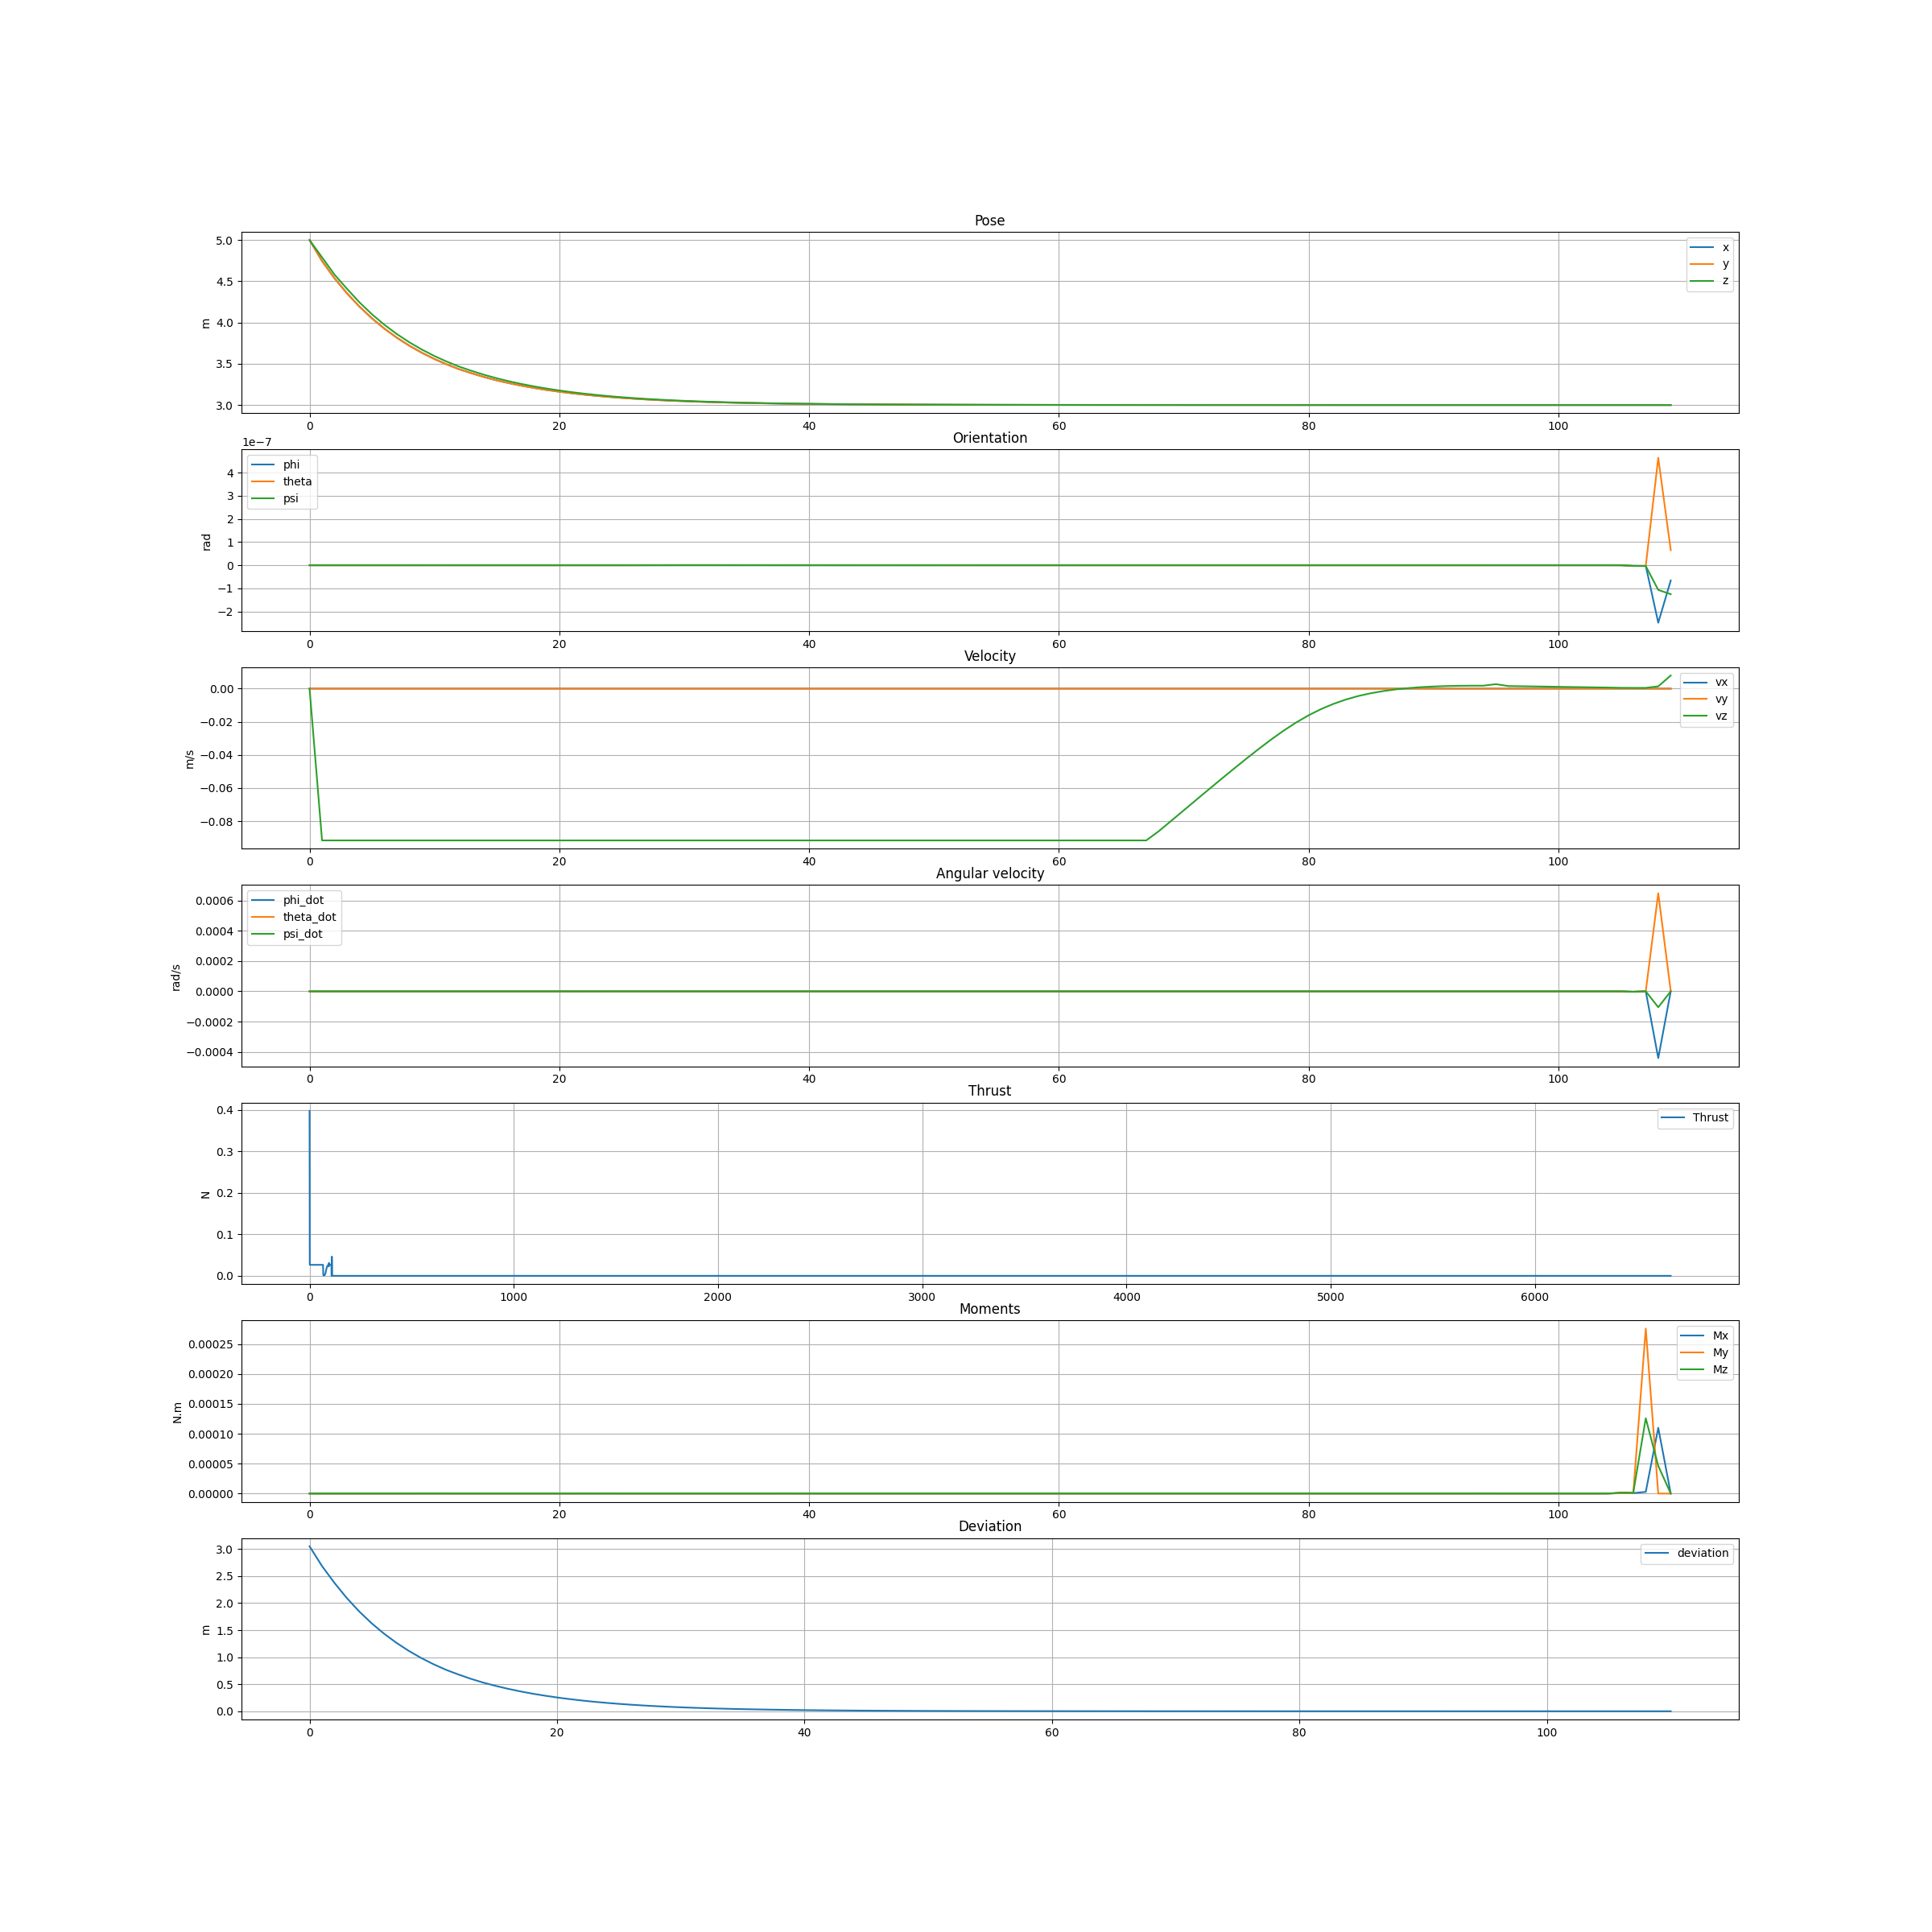 Pose
5.0
4.5
4.0
3.5
3.0
m
x
y
z
0 20 40 60 80 100
1e−7
Orientation
4
3
2
1
0
−1
−2
rad
phi
theta
psi
0 20 40 60 80 100
Velocity
0.00
−0.02
−0.04
−0.06
−0.08
m/s
vx
vy
vz
0 20 40 60 80 100
Angular velocity
0.0006
0.0004
0.0002
0.0000
−0.0002
−0.0004
rad/s
phi_dot
theta_dot
psi_dot
0 20 40 60 80 100
Thrust
0.4
0.3
0.2
0.1
0.0
N
Thrust
0 1000 2000 3000 4000 5000 6000
Moments
0.00025
0.00020
0.00015
0.00010
0.00005
0.00000
N.m
Mx
My
Mz
0 20 40 60 80 100
Deviation
3.0
2.5
2.0
1.5
1.0
0.5
0.0
m
deviation
0 20 40 60 80 100